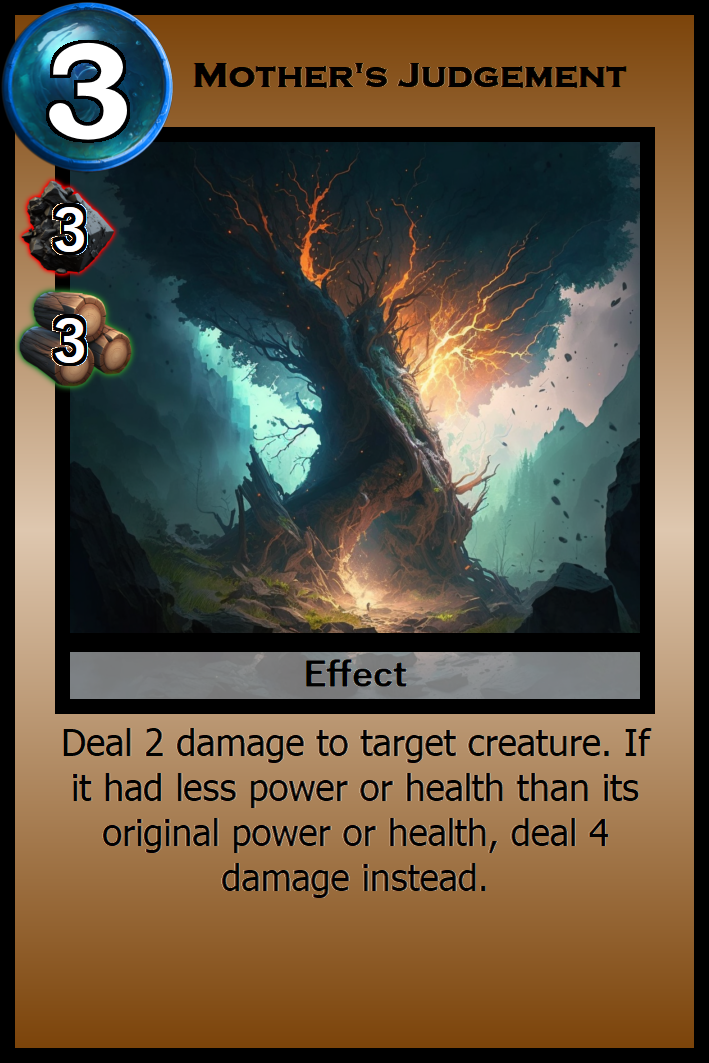 3
Mother's Judgement
3
3
Effect
Deal 2 damage to target creature. If
it had less power or health than its
original power or health, deal 4
damage instead.